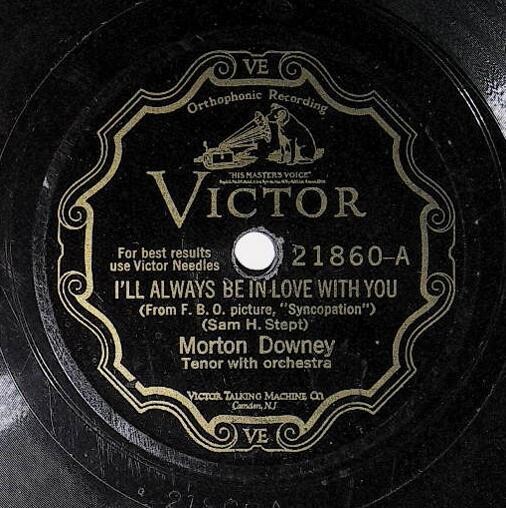 VE
Orthophonic Recording
"HIS MASTER'S VOICE"
VICTOR
For best results
use Victor Needles
21860-A
I'LL ALWAYS BE IN LOVE WITH YOU
(From F. B. O. picture, "Syncopation")
(Sam H. Stept)
Morton Downey
Tenor with orchestra
VICTOR TALKING MACHINE CO.
Camden, N.J.
VE